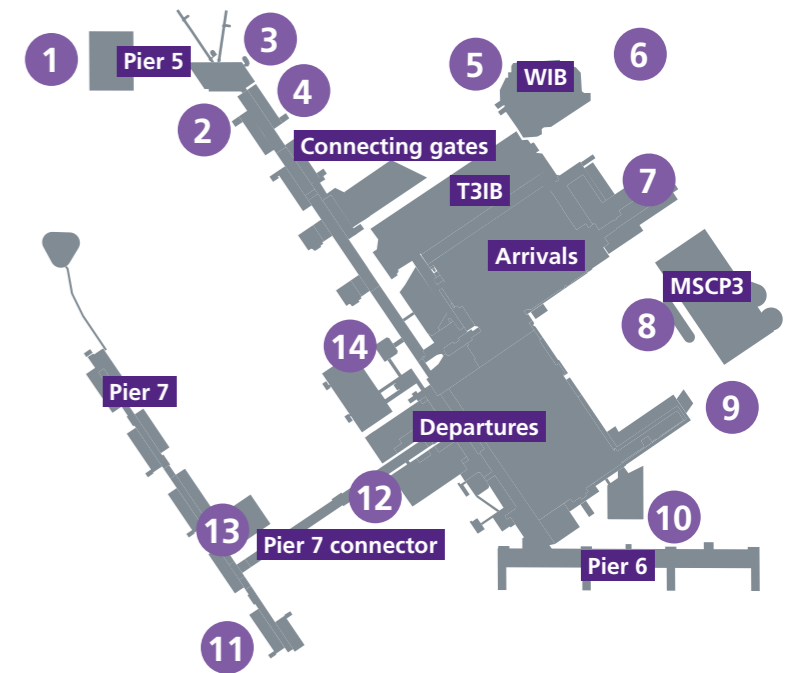 1
Pier 5
3
5
WIB
6
4
2
Connecting gates
T3IB
7
Arrivals
MSCP3
8
14
Pier 7
9
Departures
12
10
13
Pier 7 connector
Pier 6
11